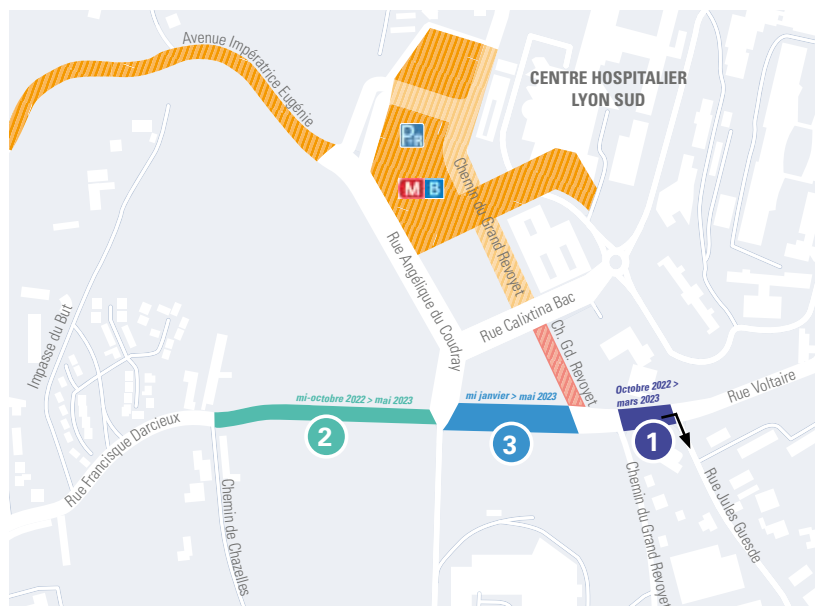 Avenue Impératrice Eugénie
CENTRE HOSPITALIER
LYON SUD
P+R
M B
Chemin du Grand Revoyet
Rue Angélique du Coudray
Rue Calixtina Bac
Ch. Gd. Revoyet
Impasse du But
mi-octobre 2022 > mai 2023
mi janvier > mai 2023
Octobre 2022 >
mars 2023
Rue Voltaire
2
3
1
Rue Francisque Darcieux
Chemin de Chazelles
Chemin du Grand Revoyet
Rue Jules Guesde